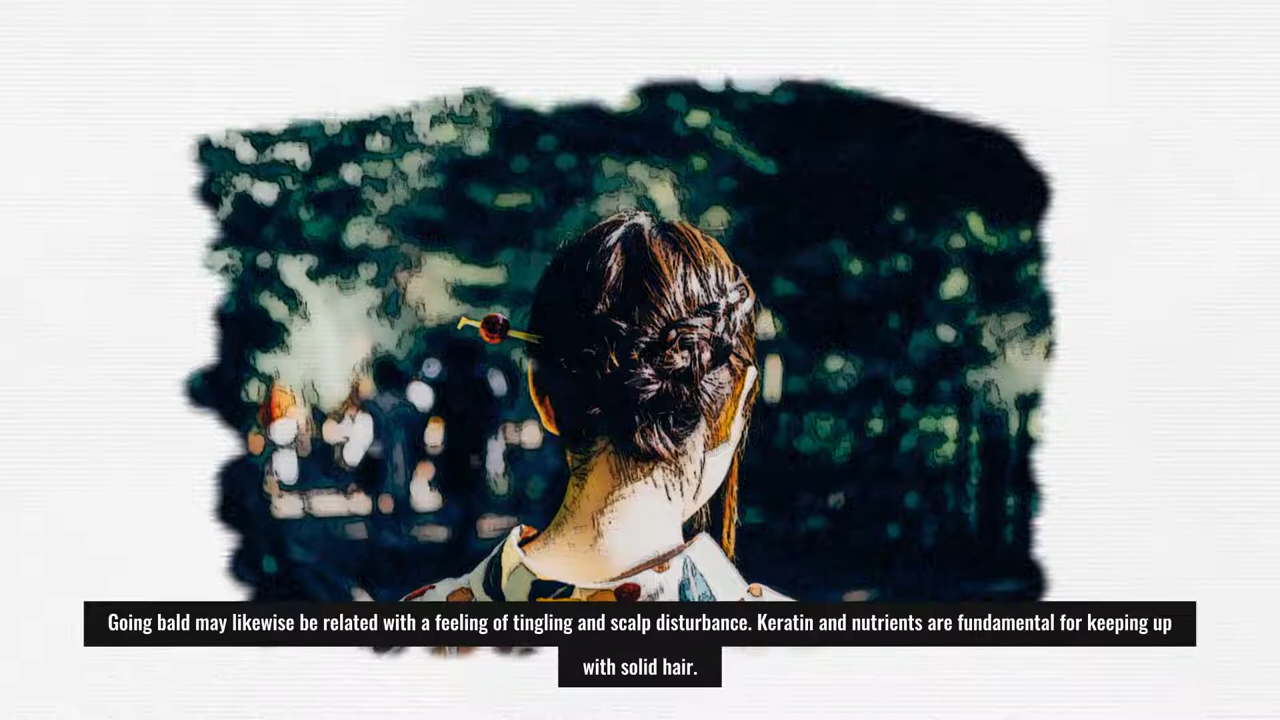 Going bald may likewise be related with a feeling of tingling and scalp disturbance. Keratin and nutrients are fundamental for keeping up
with solid hair.